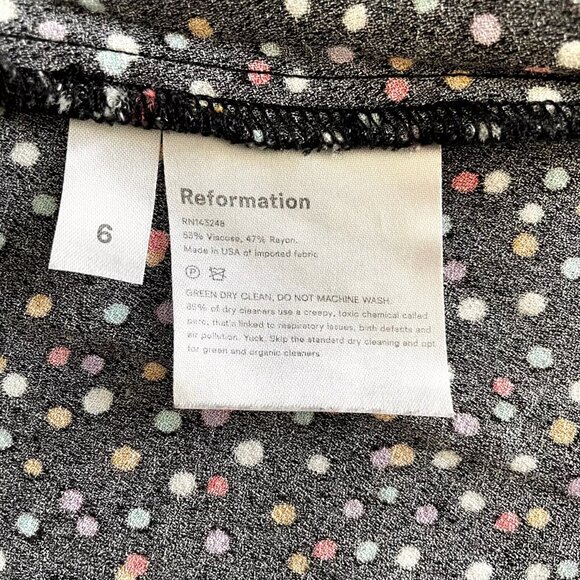 6
Reformation
RN143248
53% Viscose, 47% Rayon.
Made in USA of imported fabric
P
GREEN DRY CLEAN, DO NOT MACHINE WASH.
85% of dry cleaners use a creepy, toxic chemical called
perc, that's linked to respiratory issues, birth defects and
air pollution. Yuck. Skip the standard dry cleaning and opt
for green and organic cleaners